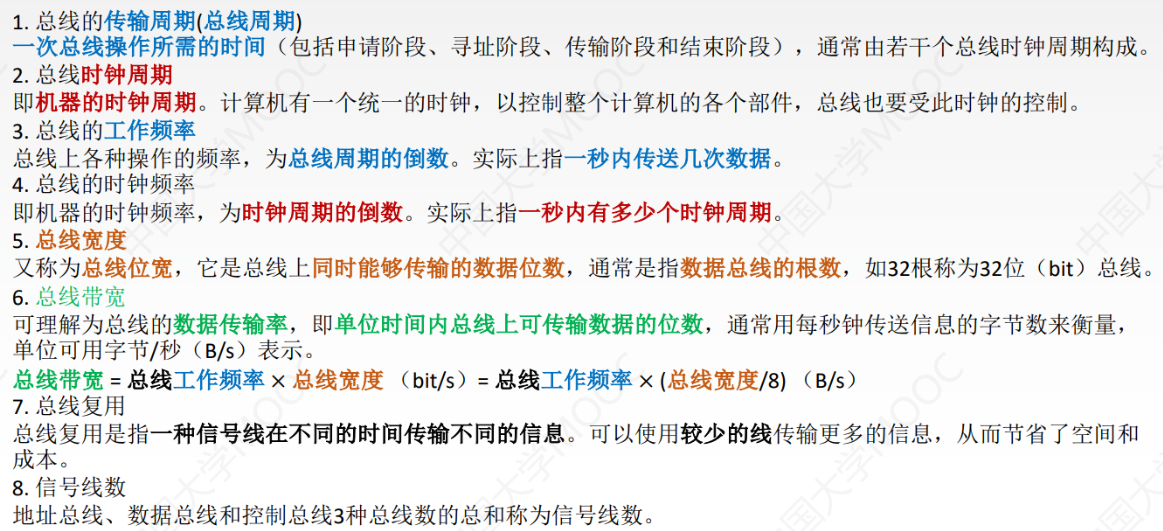 1. 总线的传输周期(总线周期)
一次总线操作所需的时间（包括申请阶段、寻址阶段、传输阶段和结束阶段），通常由若干个总线时钟周期构成。
2. 总线时钟周期
即机器的时钟周期。计算机有一个统一的时钟，以控制整个计算机的各个部件，总线也要受此时钟的控制。
3. 总线的工作频率
总线上各种操作的频率，为总线周期的倒数。实际上指一秒内传送几次数据。
4. 总线的时钟频率
即机器的时钟频率，为时钟周期的倒数。实际上指一秒内有多少个时钟周期。
5. 总线宽度
又称为总线位宽，它是总线上同时能够传输的数据位数，通常是指数据总线的根数，如32根称为32位（bit）总线。
6. 总线带宽
可理解为总线的数据传输率，即单位时间内总线上可传输数据的位数，通常用每秒钟传送信息的字节数来衡量，
单位可用字节/秒（B/s）表示。
总线带宽 = 总线工作频率 × 总线宽度 （bit/s）= 总线工作频率 × (总线宽度/8) （B/s）
7. 总线复用
总线复用是指一种信号线在不同的时间传输不同的信息。可以使用较少的线传输更多的信息，从而节省了空间和
成本。
8. 信号线数
地址总线、数据总线和控制总线3种总线数的总和称为信号线数。
中国大学MOOC